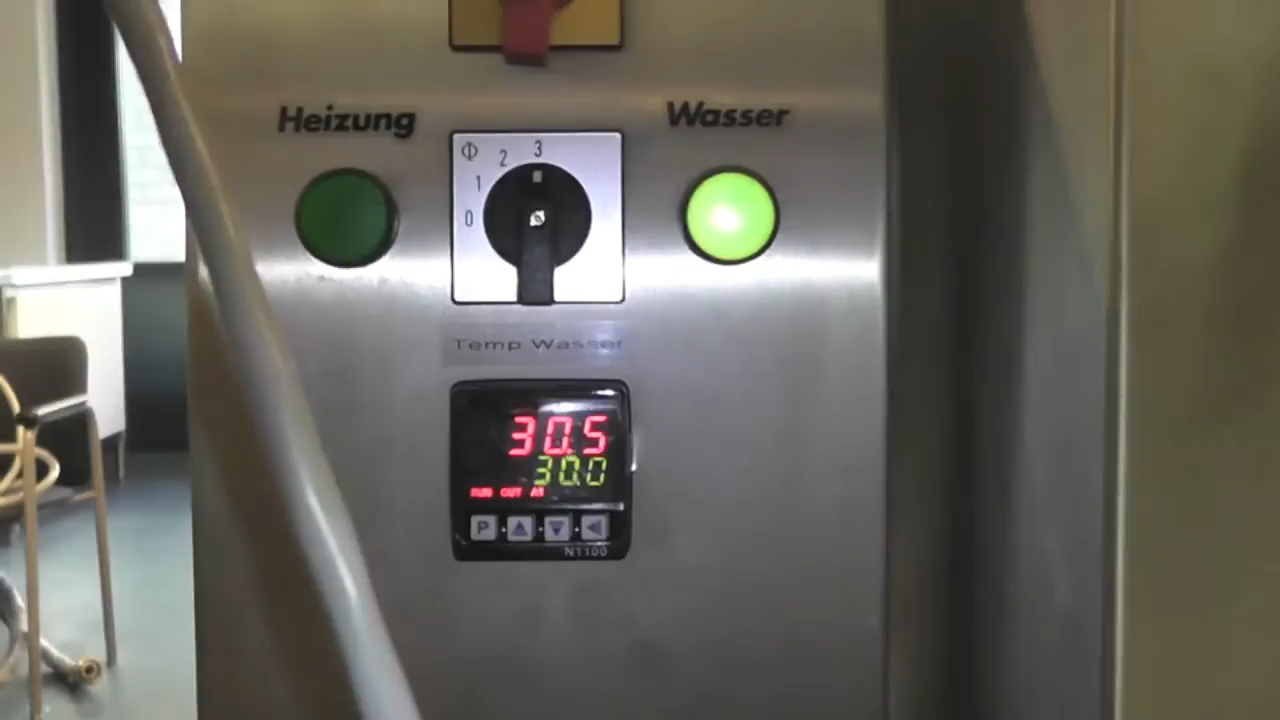 Heizung
Wasser
Φ
3
2
1
0
Temp Wasser
30.5
30.0
RUN OUT A1
P
N1100